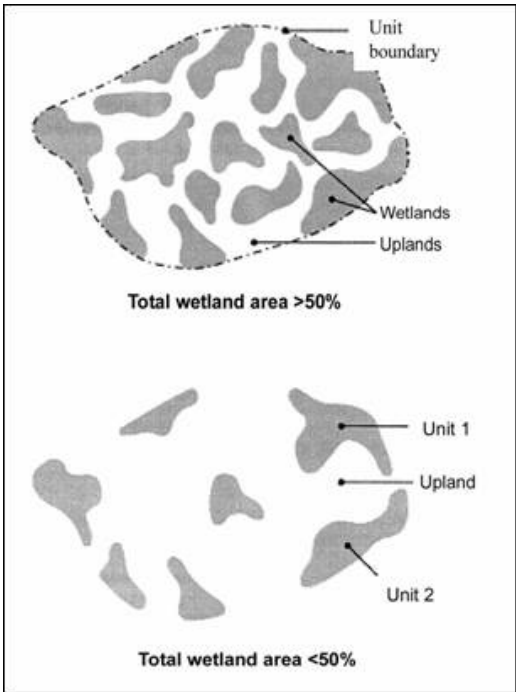 Unit
boundary
Wetlands
Uplands
Total wetland area >50%
Unit 1
Upland
Unit 2
Total wetland area <50%